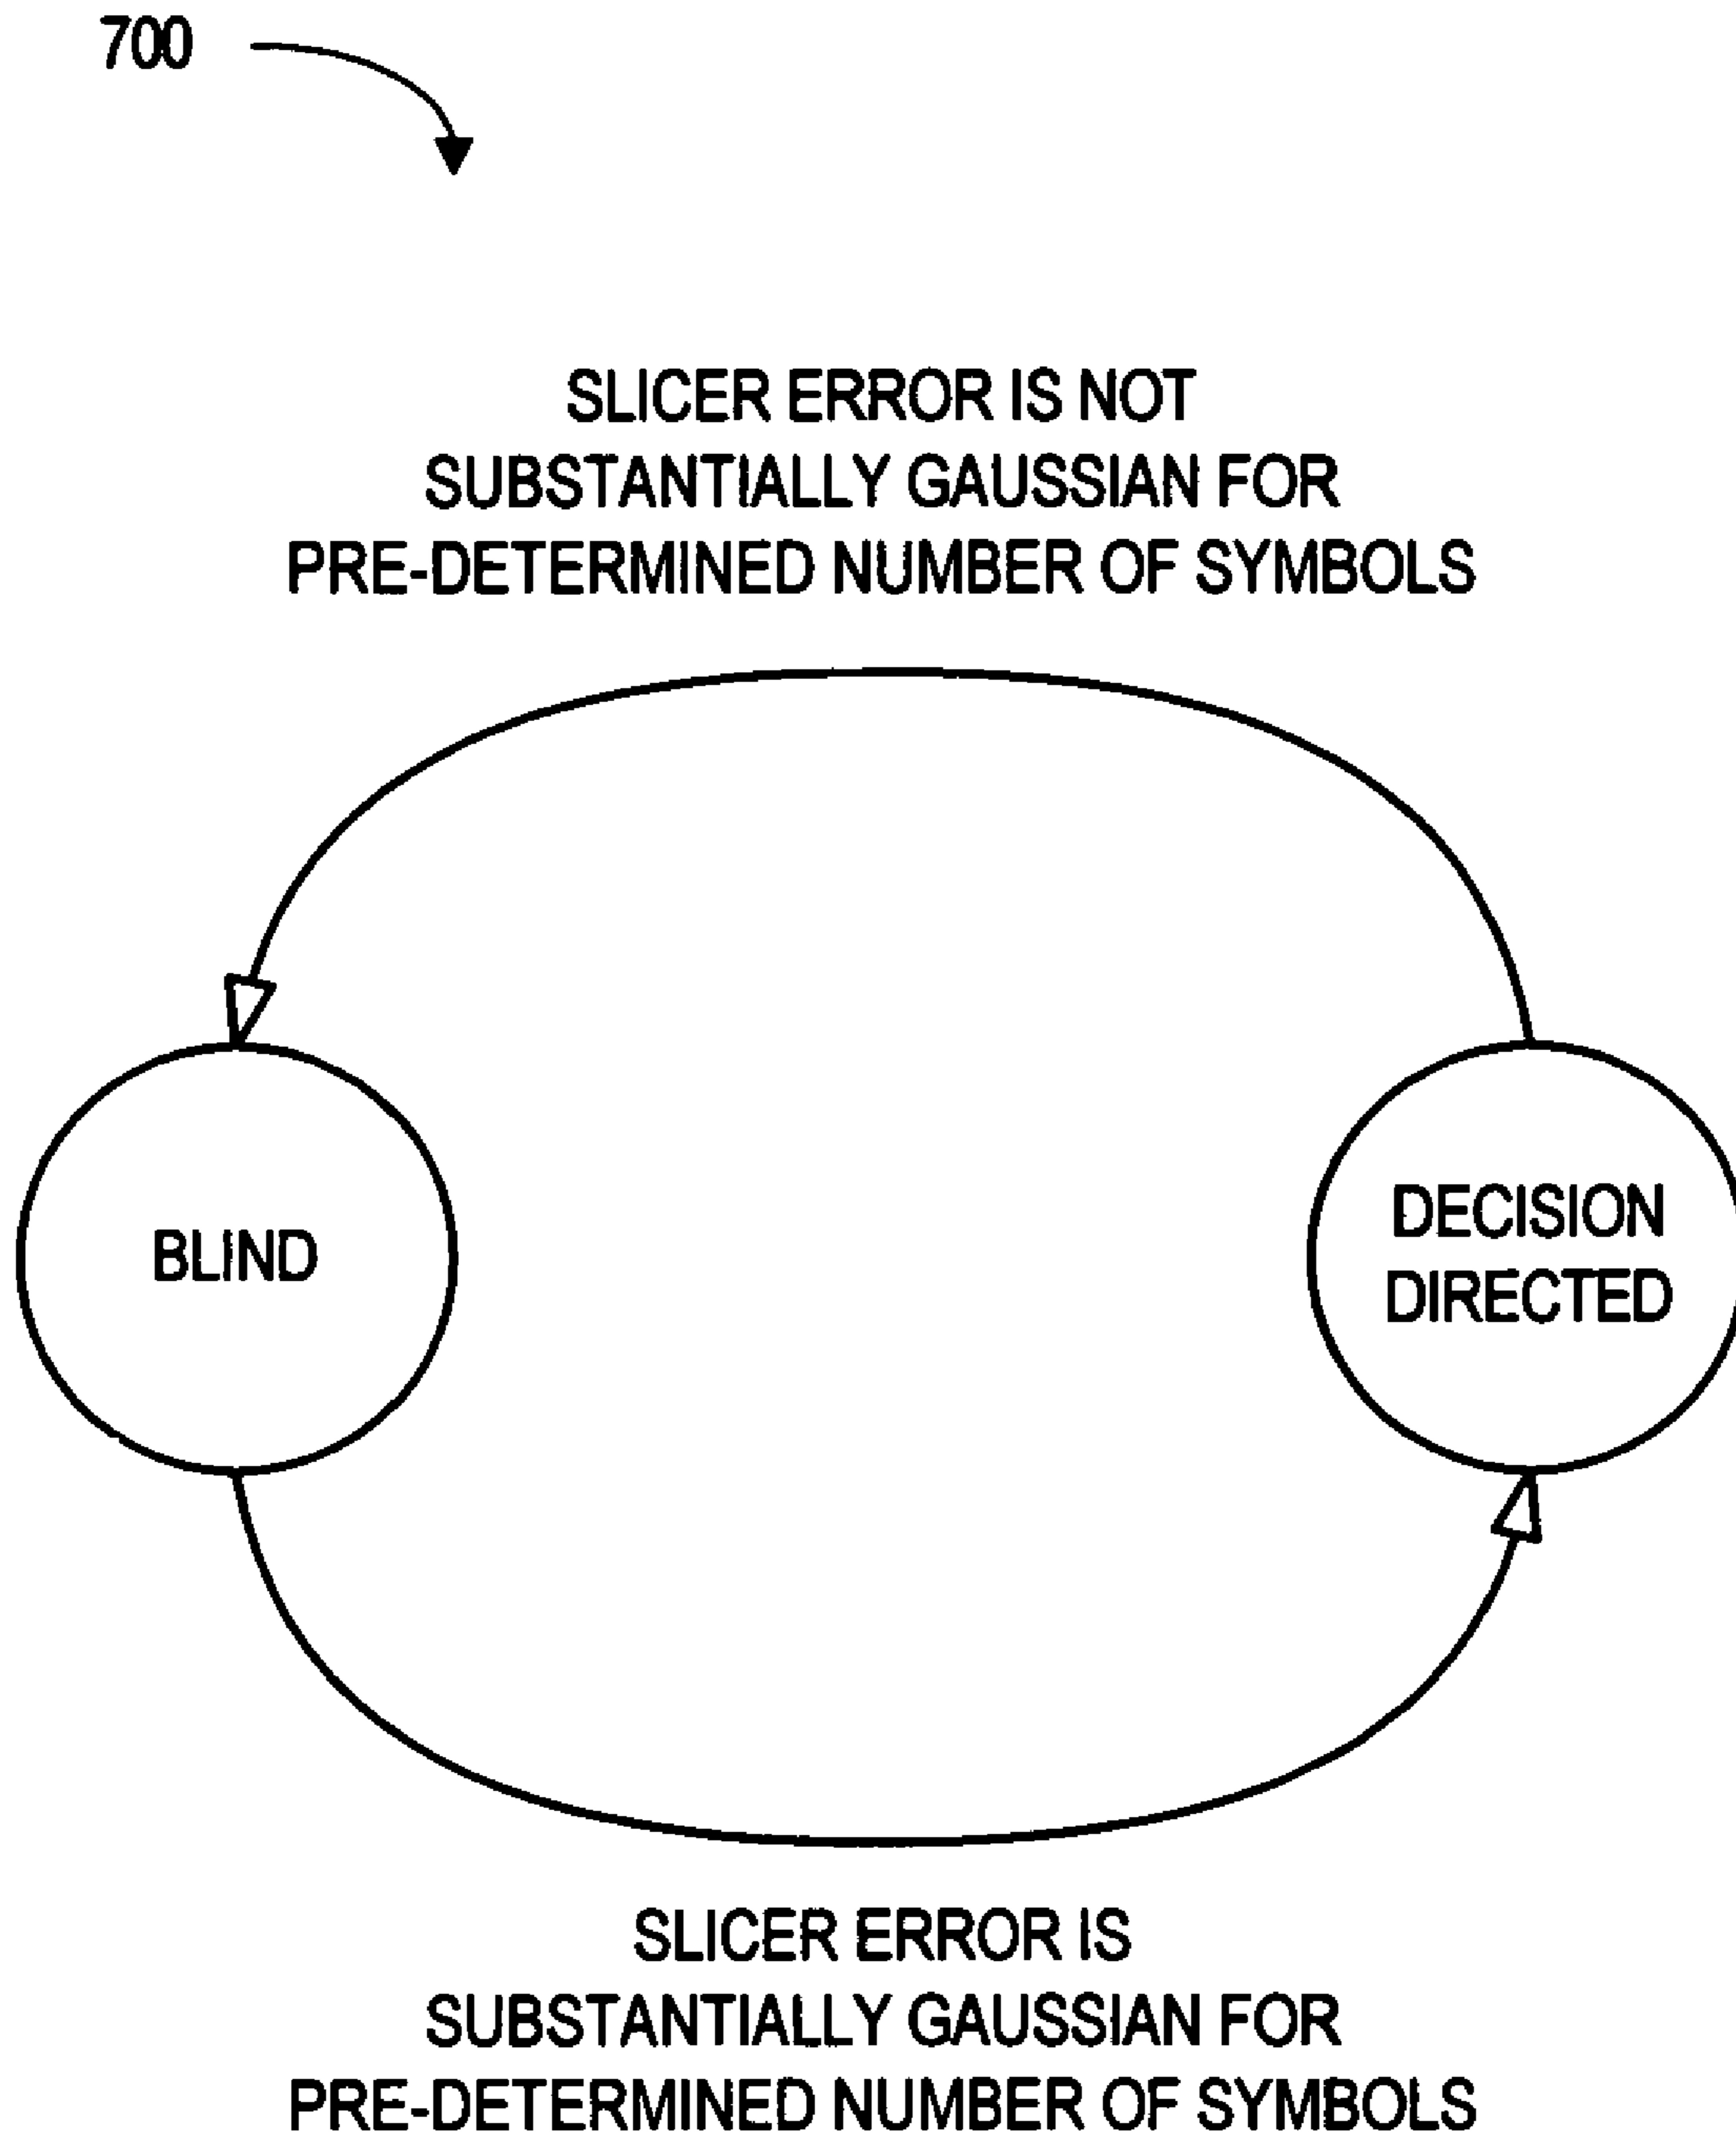 700
SLICER ERROR IS NOT
SUBSTANTIALLY GAUSSIAN FOR
PRE-DETERMINED NUMBER OF SYMBOLS
BLIND
DECISION
DIRECTED
SLICER ERROR IS
SUBSTANTIALLY GAUSSIAN FOR
PRE-DETERMINED NUMBER OF SYMBOLS